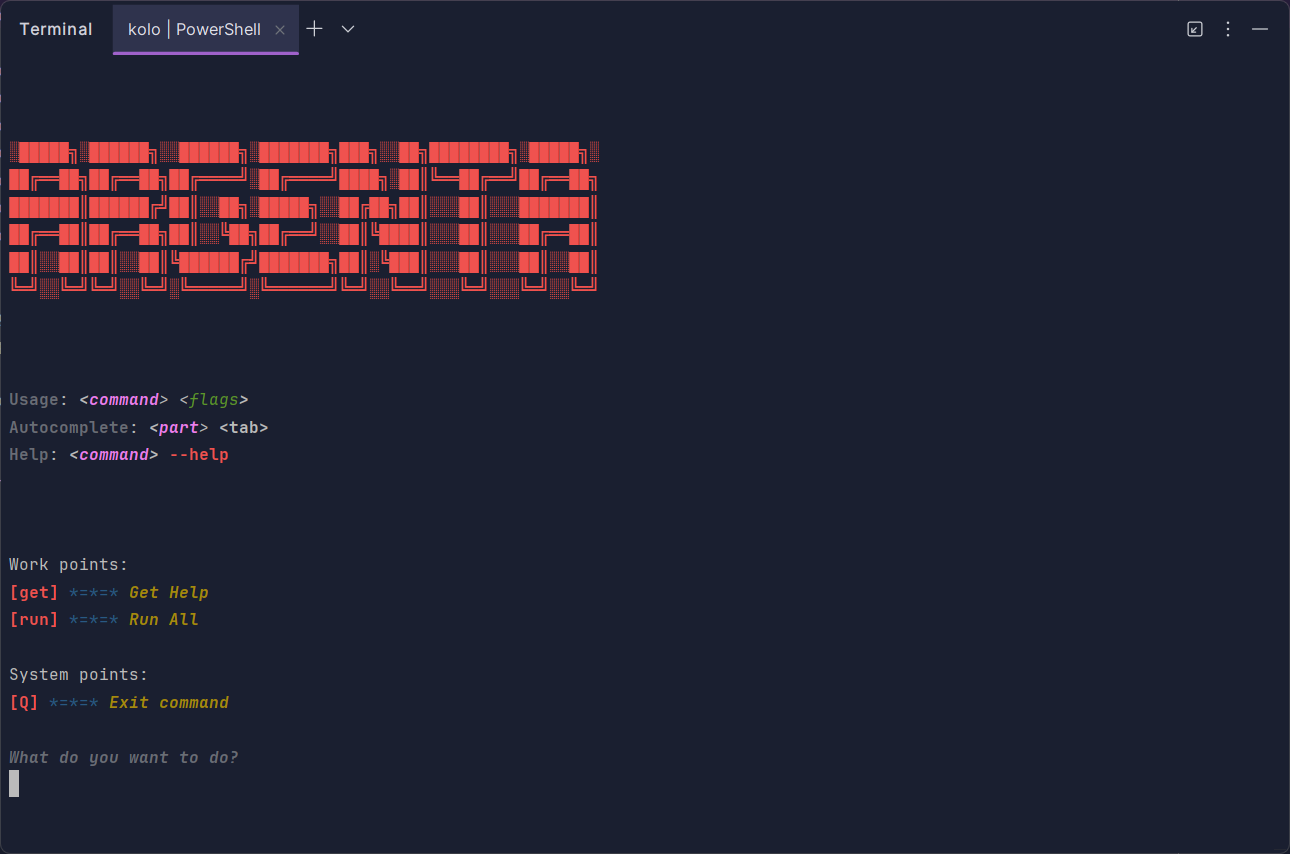 ARGENTA
Terminal kolo | PowerShell
Usage: <command> <flags>
Autocomplete: <part> <tab>
Help: <command> --help
Work points:
[get] *=*=* Get Help
[run] *=*=* Run All
System points:
[Q] *=*=* Exit command
What do you want to do?